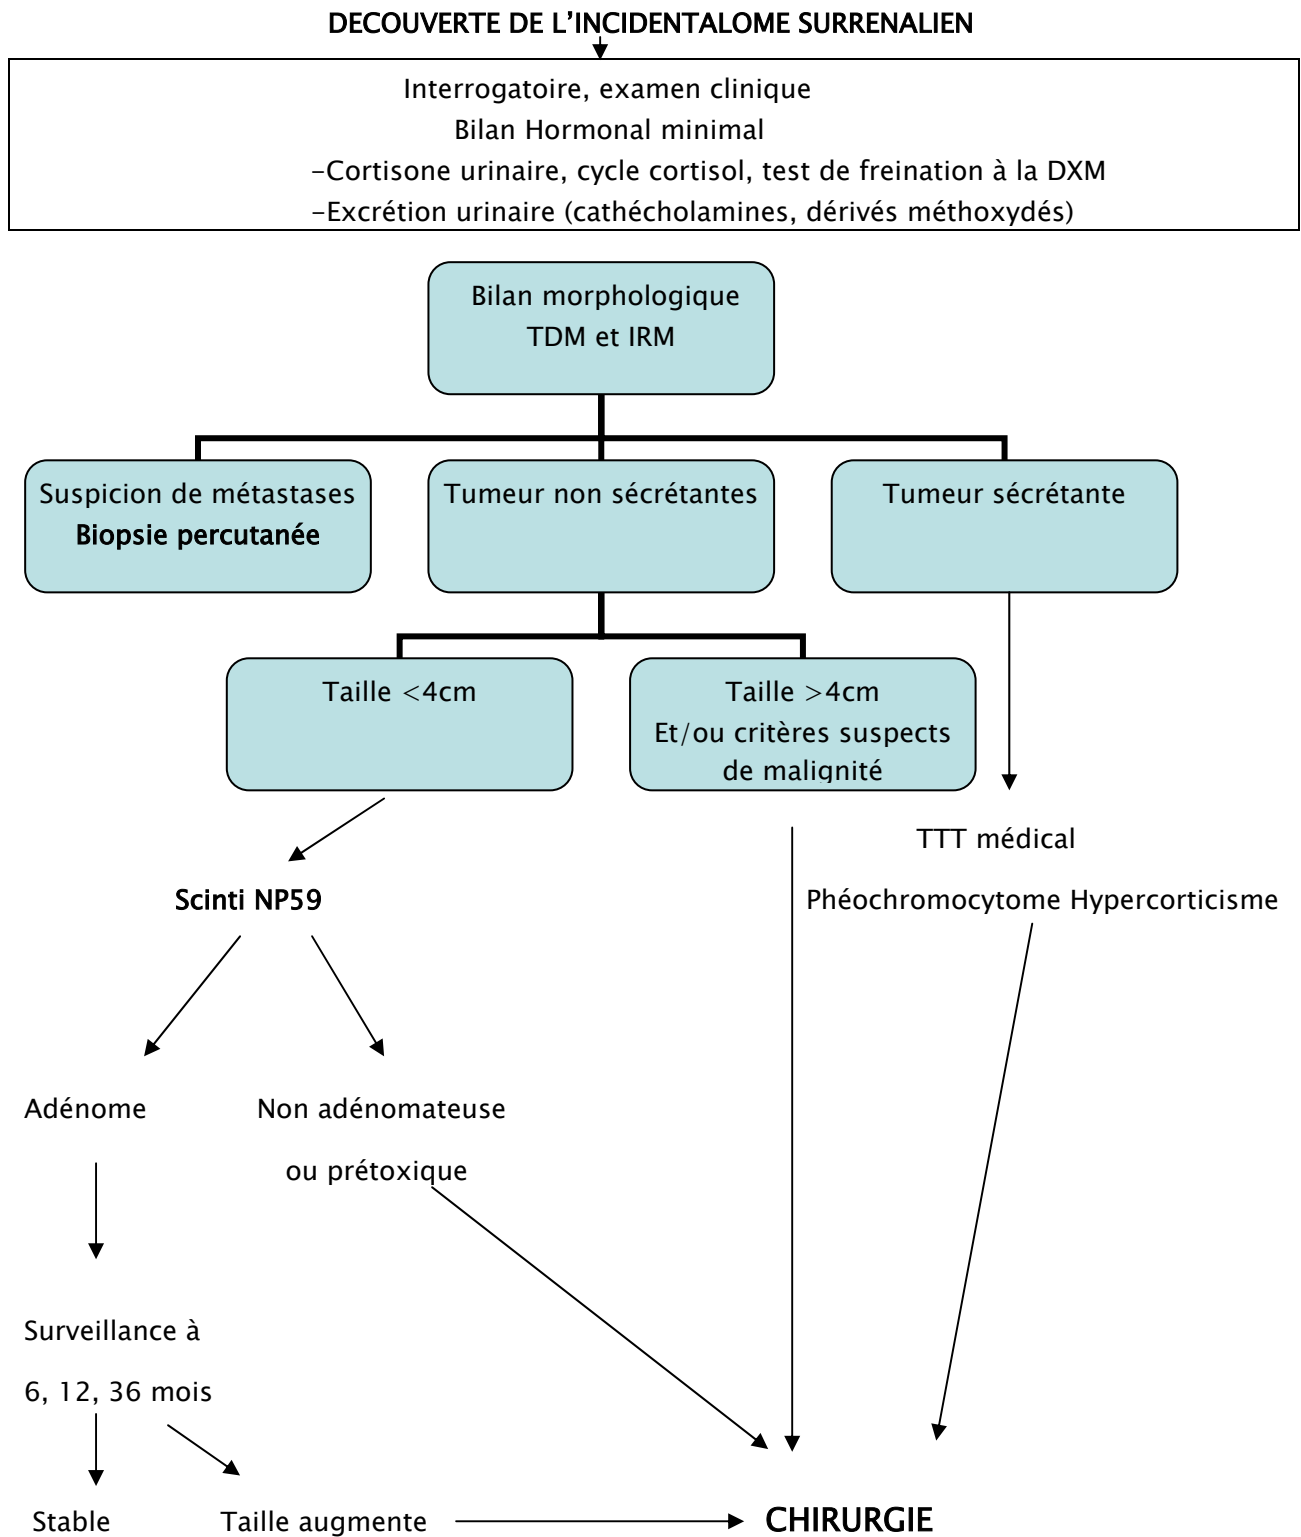 DECOUVERTE DE L'INCIDENTALOME SURRENALIEN
Interrogatoire, examen clinique
Bilan Hormonal minimal
-Cortisone urinaire, cycle cortisol, test de freination à la DXM
-Excrétion urinaire (cathécholamines, dérivés méthoxydés)
Bilan morphologique
TDM et IRM
Suspicion de métastases
Biopsie percutanée
Tumeur non sécrétantes
Tumeur sécrétante
Taille <4cm
Taille >4cm
Et/ou critères suspects
de malignité
TTT médical
Phéochromocytome Hypercorticisme
Scinti NP59
Adénome
Non adénomateuse
ou prétoxique
Surveillance à
6, 12, 36 mois
Stable
Taille augmente
CHIRURGIE